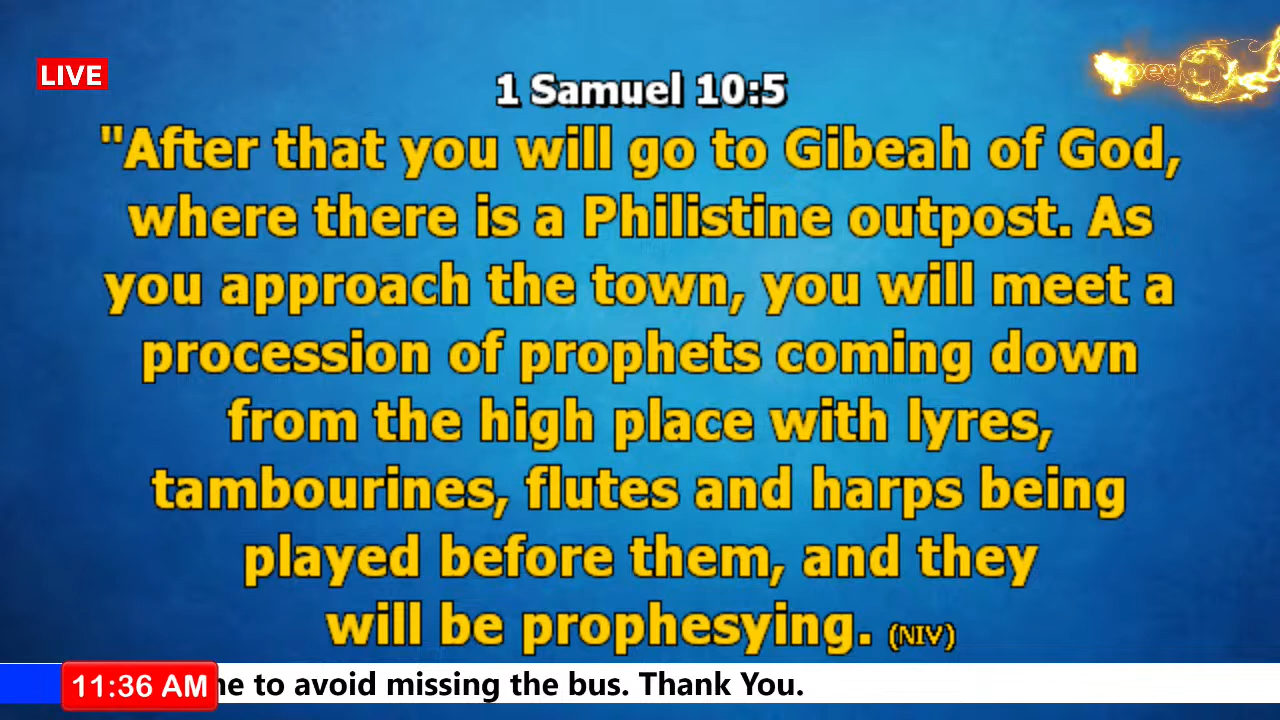 LIVE
1 Samuel 10:5
"After that you will go to Gibeah of God,
where there is a Philistine outpost. As
you approach the town, you will meet a
procession of prophets coming down
from the high place with lyres,
tambourines, flutes and harps being
played before them, and they
will be prophesying. (NIV)
11:36 AM
to avoid missing the bus. Thank You.